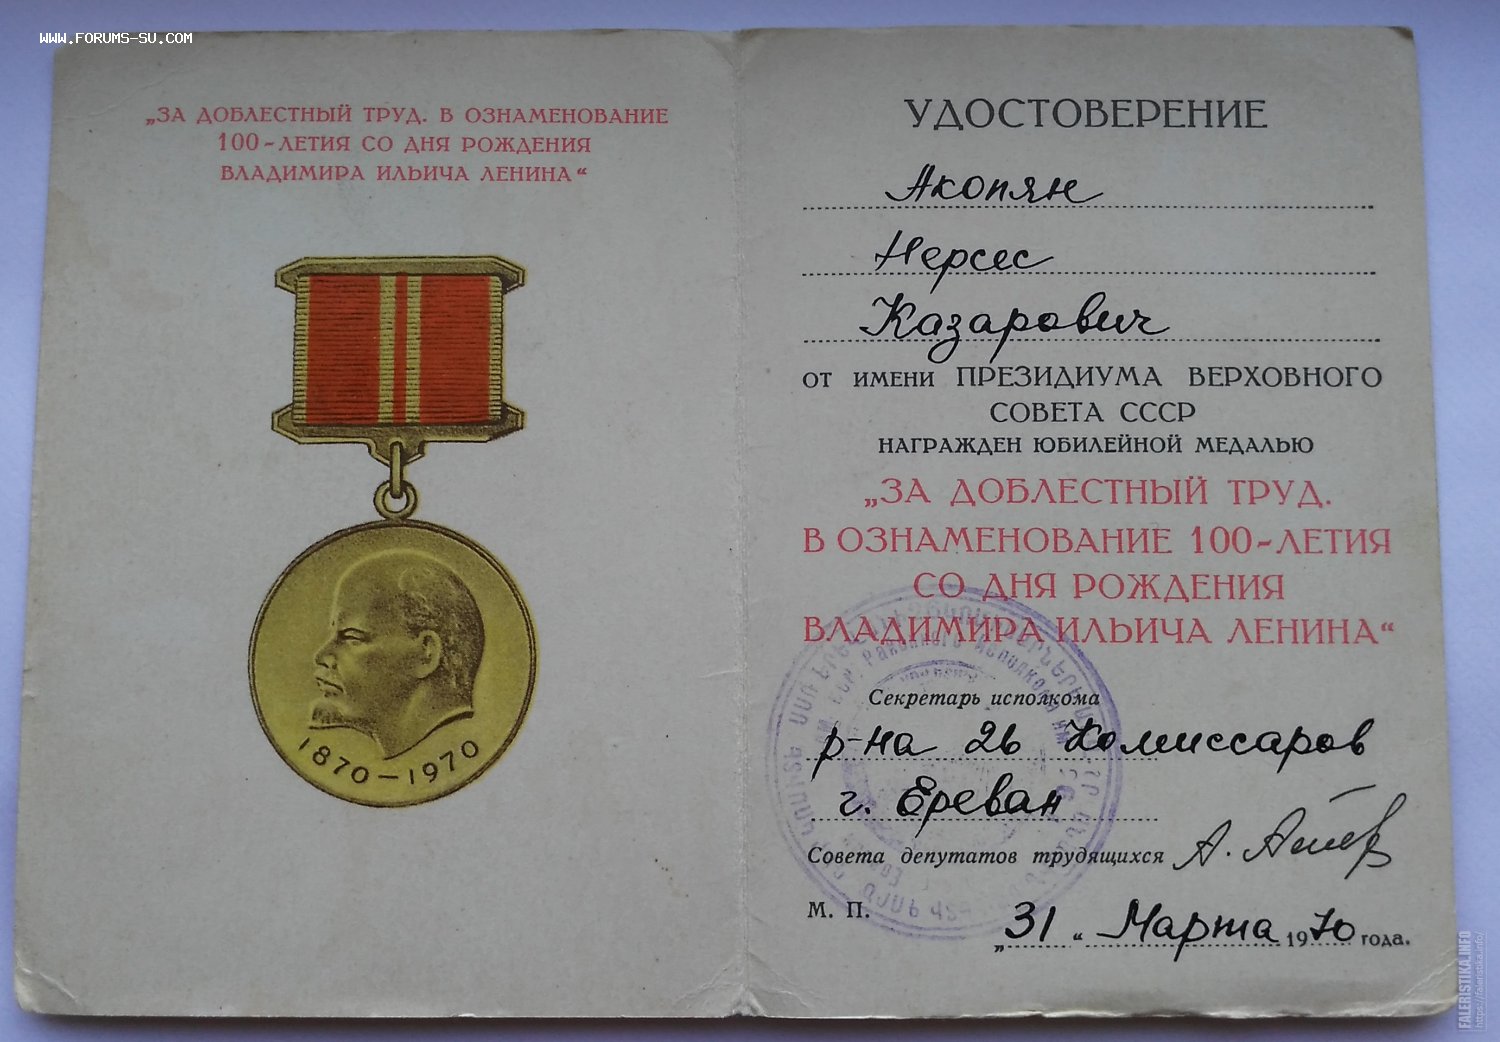 WWW.FORUMS-SU.COM
„ЗА ДОБЛЕСТНЫЙ ТРУД. В ОЗНАМЕНОВАНИЕ
100-ЛЕТИЯ СО ДНЯ РОЖДЕНИЯ
ВЛАДИМИРА ИЛЬИЧА ЛЕНИНА“
1870–1970
УДОСТОВЕРЕНИЕ
Акопян
Нерсес
Казарович
ОТ ИМЕНИ ПРЕЗИДИУМА ВЕРХОВНОГО
СОВЕТА СССР
НАГРАЖДЕН ЮБИЛЕЙНОЙ МЕДАЛЬЮ
„ЗА ДОБЛЕСТНЫЙ ТРУД.
В ОЗНАМЕНОВАНИЕ 100-ЛЕТИЯ
СО ДНЯ РОЖДЕНИЯ
ВЛАДИМИРА ИЛЬИЧА ЛЕНИНА“
Секретарь исполкома
р-на 26 Комиссаров
г. Ереван
Совета депутатов трудящихся
М. П.
„31“ Марта 1970 года.
FALERISTIKA.INFO
https://faleristika.info/